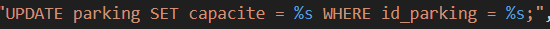 "UPDATE parking SET capacite = %s WHERE id_parking = %s;",